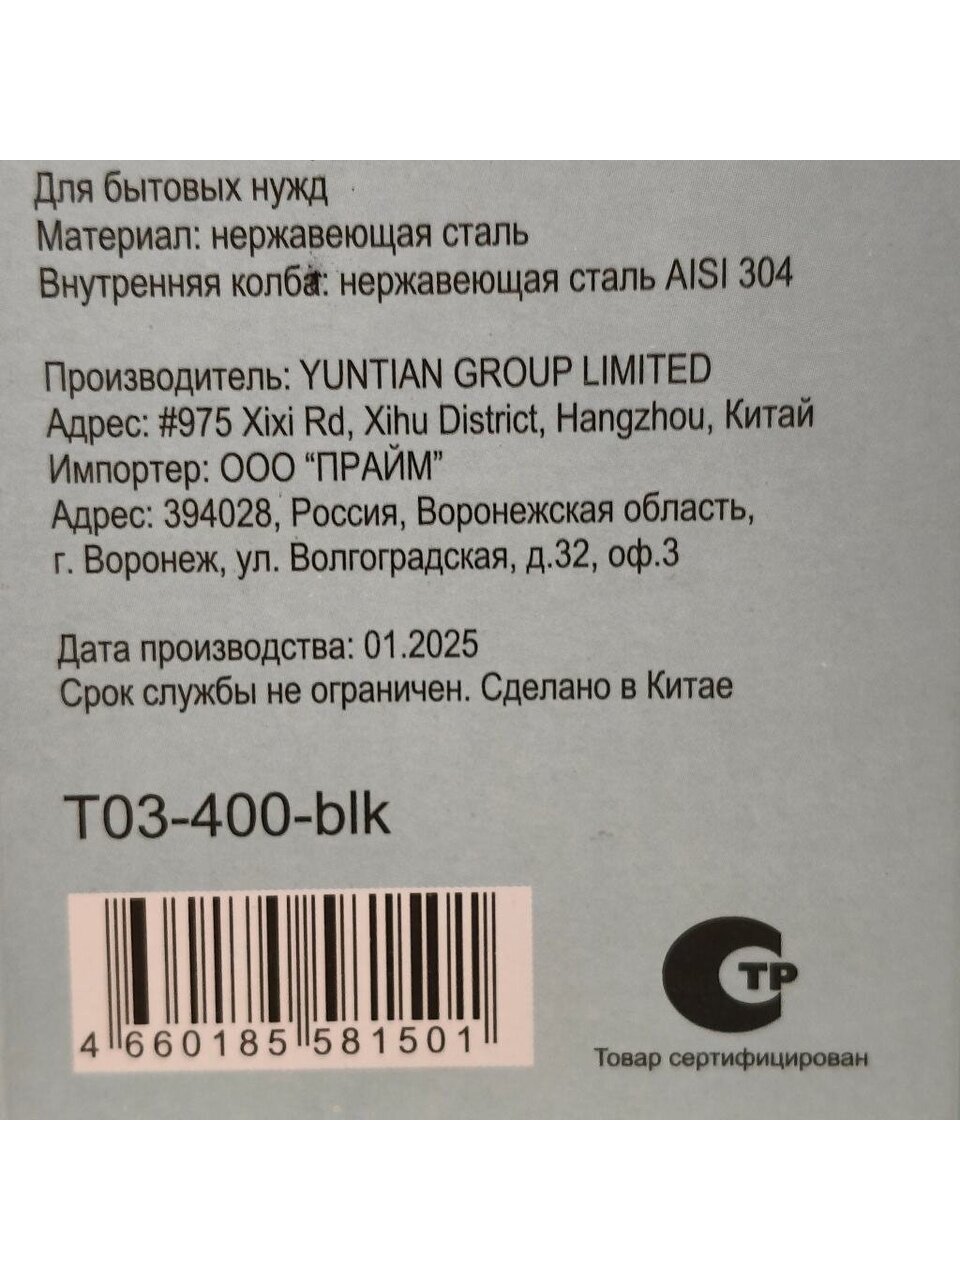 Для бытовых нужд
Материал: нержавеющая сталь
Внутренняя колба: нержавеющая сталь AISI 304
Производитель: YUNTIAN GROUP LIMITED
Адрес: #975 Xixi Rd, Xihu District, Hangzhou, Китай
Импортер: ООО “ПРАЙМ”
Адрес: 394028, Россия, Воронежская область,
г. Воронеж, ул. Волгоградская, д.32, оф.3
Дата производства: 01.2025
Срок службы не ограничен. Сделано в Китае
T03-400-blk
4 660185 581501
ТР
Товар сертифицирован